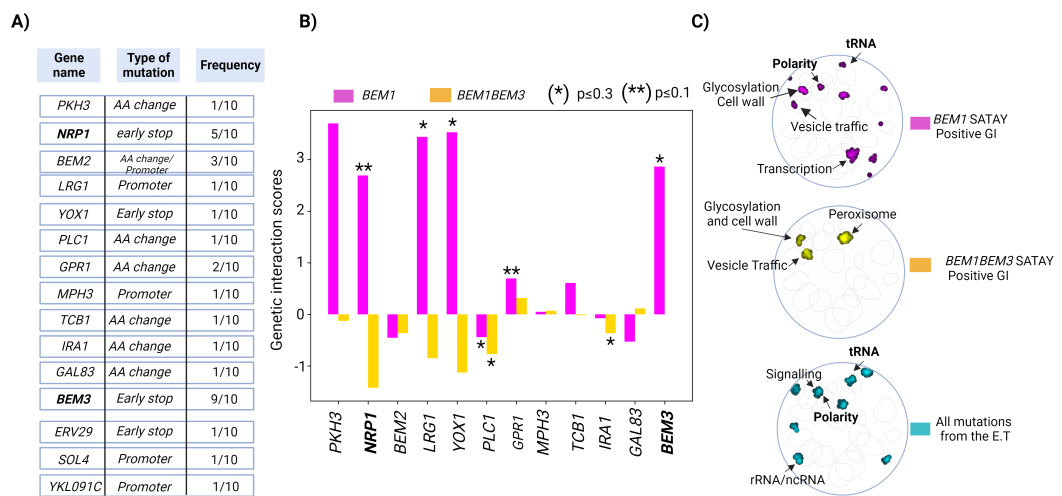 A)
Gene name
Type of mutation
Frequency
PKH3 AA change 1/10
NRP1 early stop 5/10
BEM2 AA change/ Promoter 3/10
LRG1 Promoter 1/10
YOX1 Early stop 1/10
PLC1 AA change 1/10
GPR1 AA change 2/10
MPH3 Promoter 1/10
TCB1 AA change 1/10
IRA1 AA change 1/10
GAL83 AA change 1/10
BEM3 Early stop 9/10
ERV29 Early stop 1/10
SOL4 Promoter 1/10
YKL091C Promoter 1/10
B)
BEM1 BEM1BEM3 (*) p≤0.3 (**) p≤0.1
Genetic interaction scores
3
2
1
0
-1
** * * * * ** * *
PKH3 NRP1 BEM2 LRG1 YOX1 PLC1 GPR1 MPH3 TCB1 IRA1 GAL83 BEM3
C)
tRNA
Polarity
Glycosylation
Cell wall
Vesicle traffic
Transcription
BEM1 SATAY
Positive GI
Glycosylation
and cell wall
Peroxisome
Vesicle Traffic
BEM1BEM3 SATAY
Positive GI
tRNA
Signalling
Polarity
rRNA/ncRNA
All mutations
from the E.T